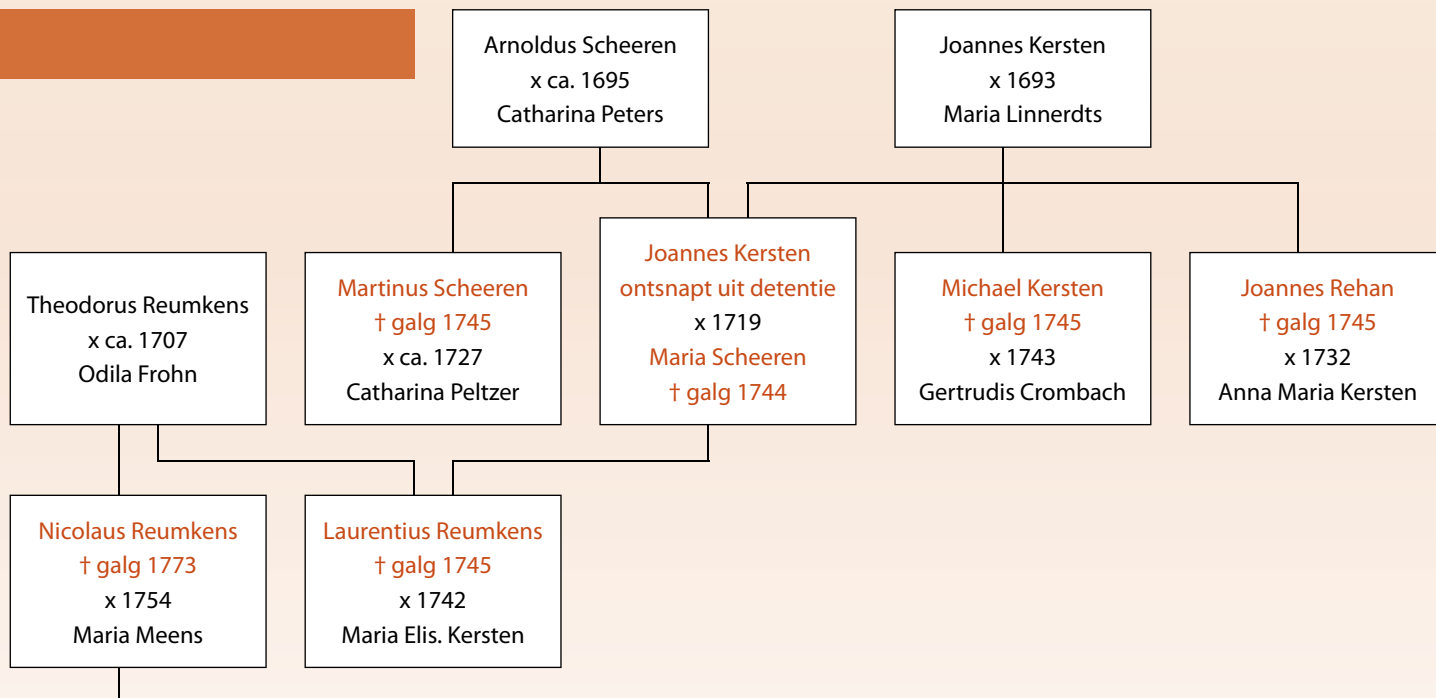 Arnoldus Scheeren
x ca. 1695
Catharina Peters
Joannes Kersten
x 1693
Maria Linnerdts
Theodorus Reumkens
x ca. 1707
Odila Frohn
Martinus Scheeren
† galg 1745
x ca. 1727
Catharina Peltzer
Joannes Kersten
ontsnapt uit detentie
x 1719
Maria Scheeren
† galg 1744
Michael Kersten
† galg 1745
x 1743
Gertrudis Crombach
Joannes Rehan
† galg 1745
x 1732
Anna Maria Kersten
Nicolaus Reumkens
† galg 1773
x 1754
Maria Meens
Laurentius Reumkens
† galg 1745
x 1742
Maria Elis. Kersten